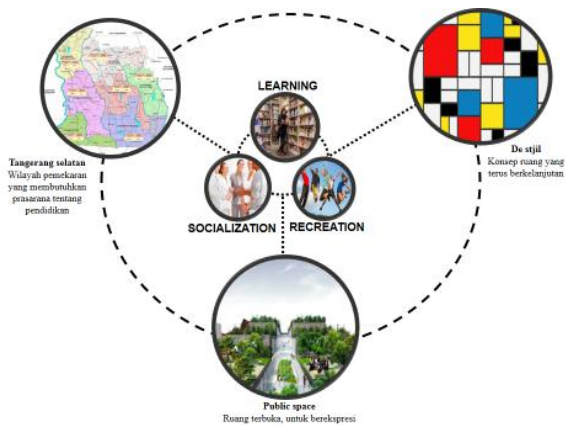 LEARNING
SOCIALIZATION
RECREATION
Tangerang selatan
Wilayah pemekaran
yang membutuhkan
prasarana tentang
pendidikan
De stjil
Konsep ruang yang
terus berkelanjutan
Public space
Ruang terbuka, untuk berekspresi